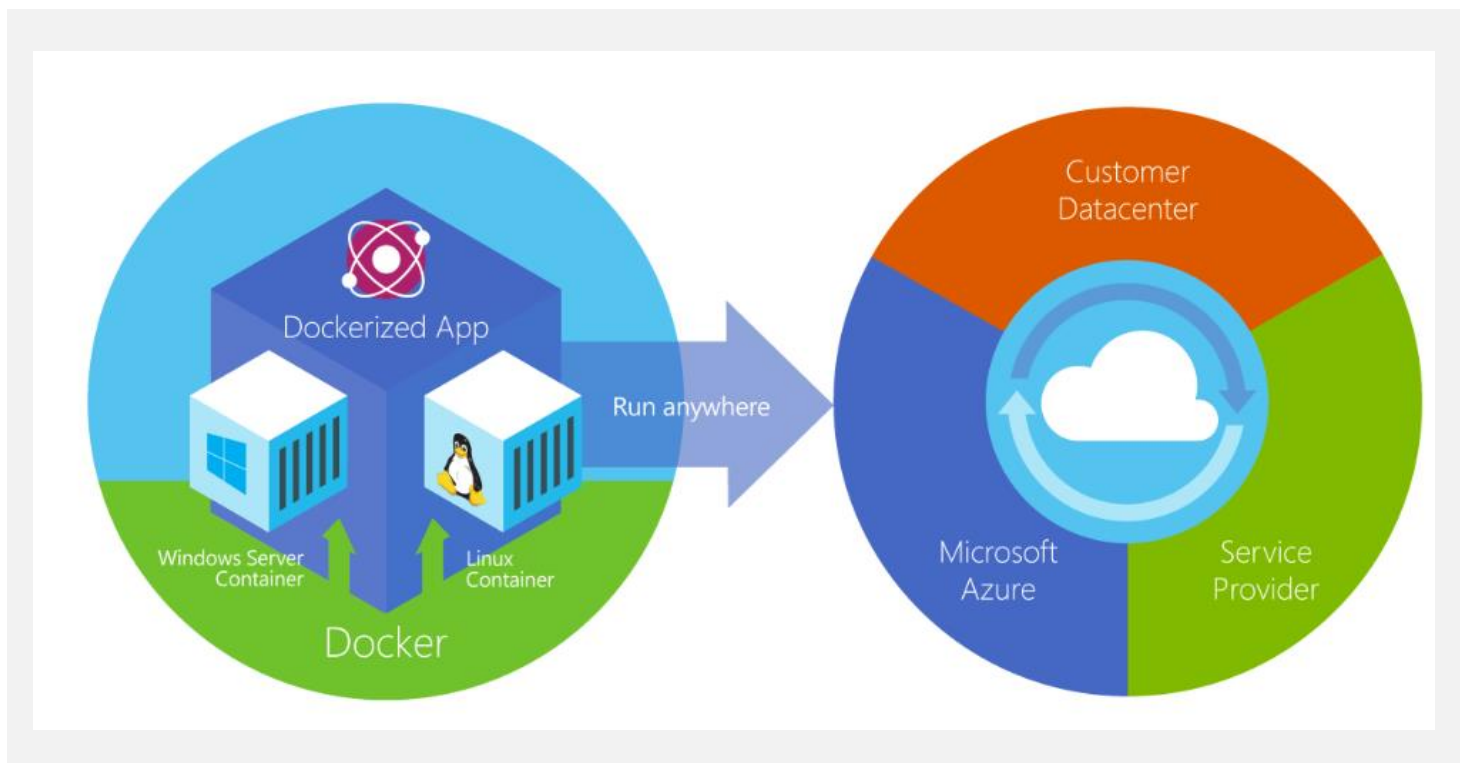 Dockerized App
Windows Server
Container
Linux
Container
Docker
Run anywhere
Customer
Datacenter
Microsoft
Azure
Service
Provider